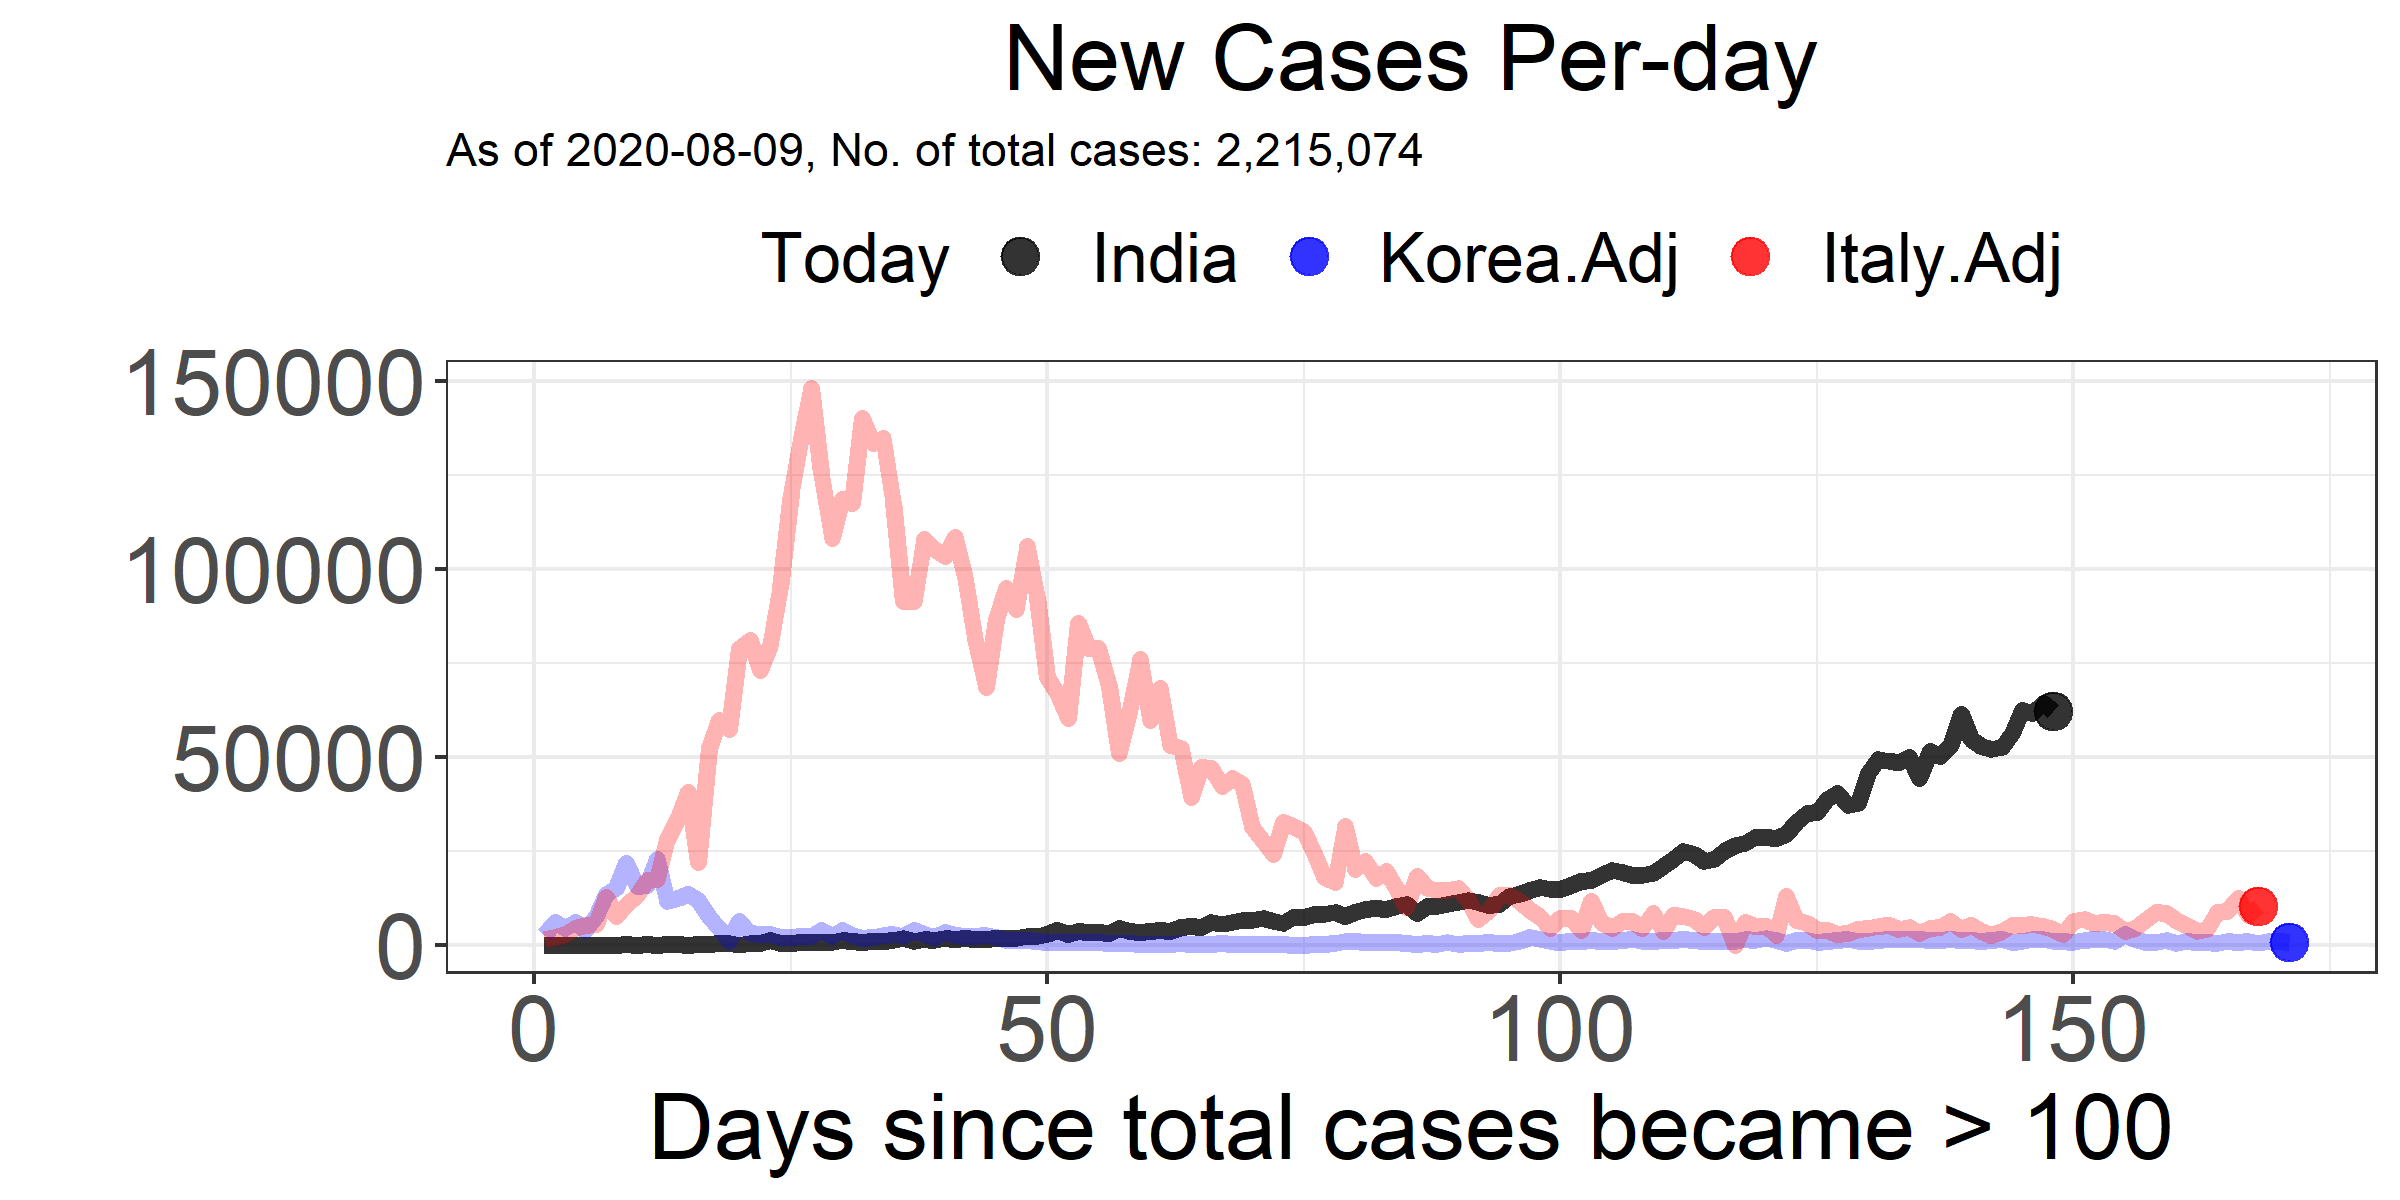 New Cases Per-day
As of 2020-08-09, No. of total cases: 2,215,074
Today India Korea.Adj Italy.Adj
150000
100000
50000
0
0 50 100 150
Days since total cases became > 100